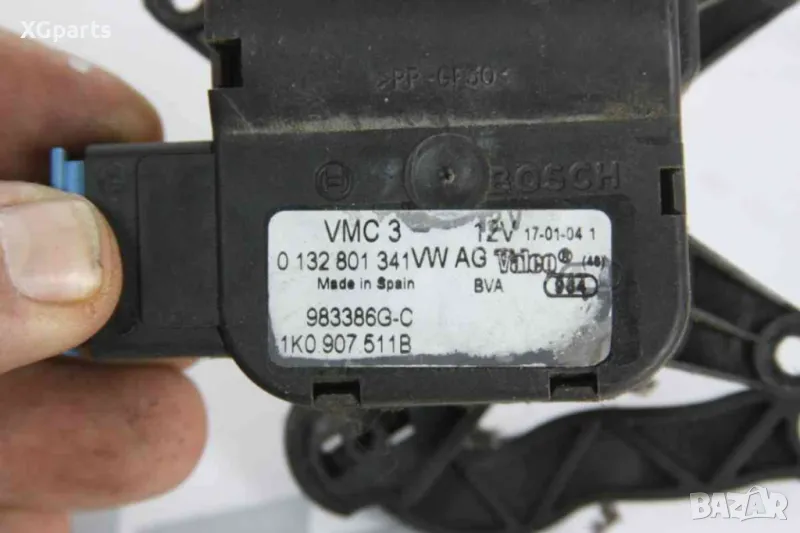 XGparts
>PP-GF30<
BOSCH
VMC 3 12V 17-01-04 1
0 132 801 341 VW AG Valeo® (48)
Made in Spain BVA
983386G-C
1K0 907 511B
BAZAR